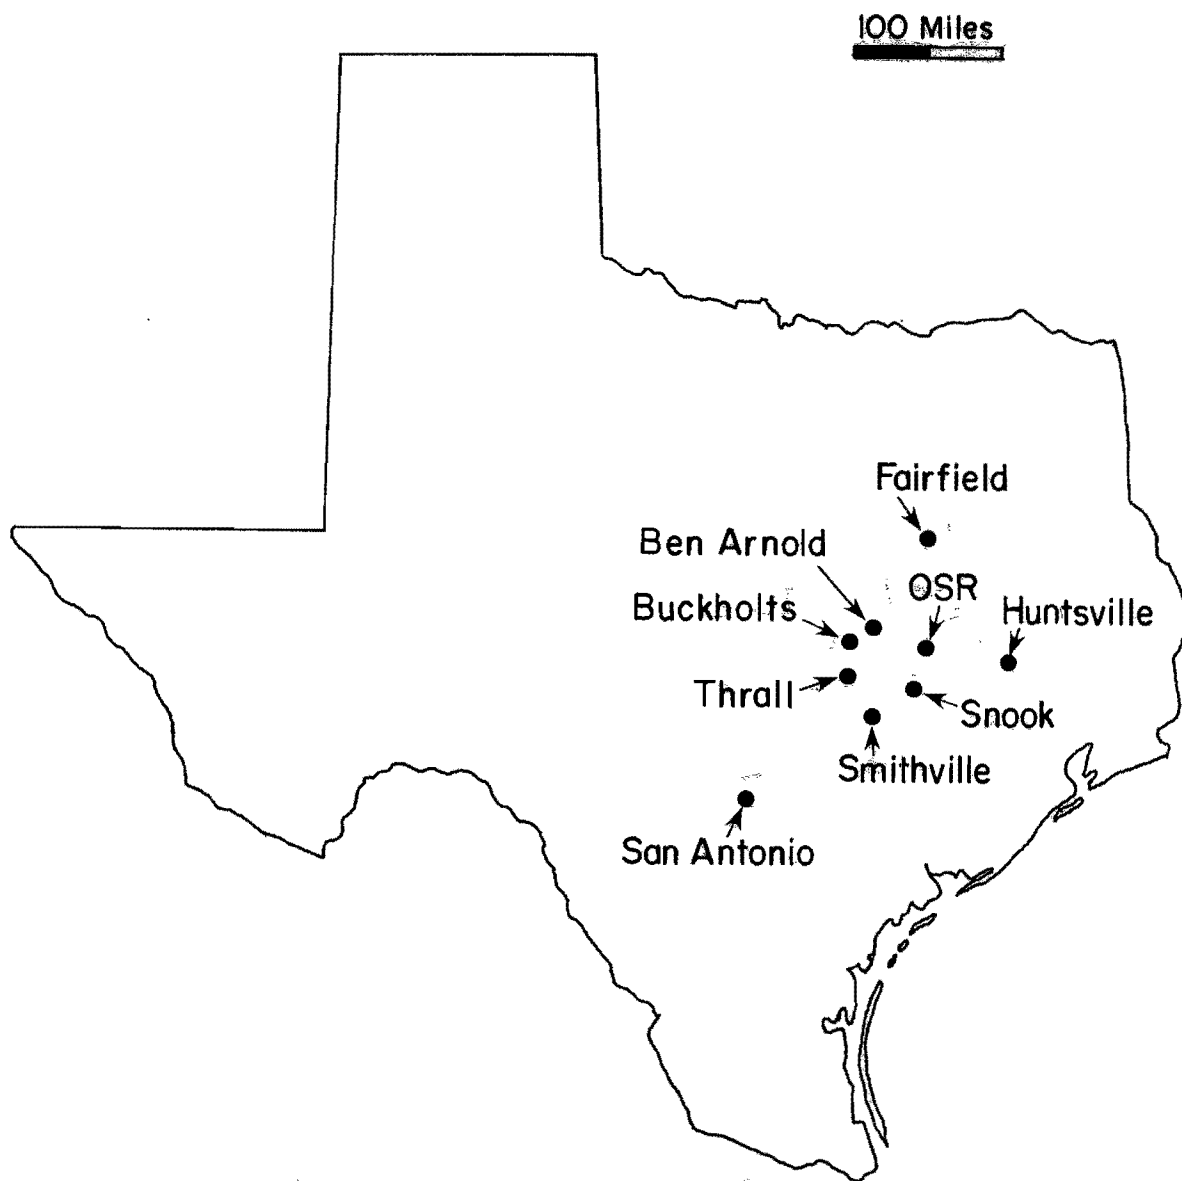 100 Miles
Fairfield
Ben Arnold
OSR
Buckholts
Huntsville
Thrall
Snook
Smithville
San Antonio